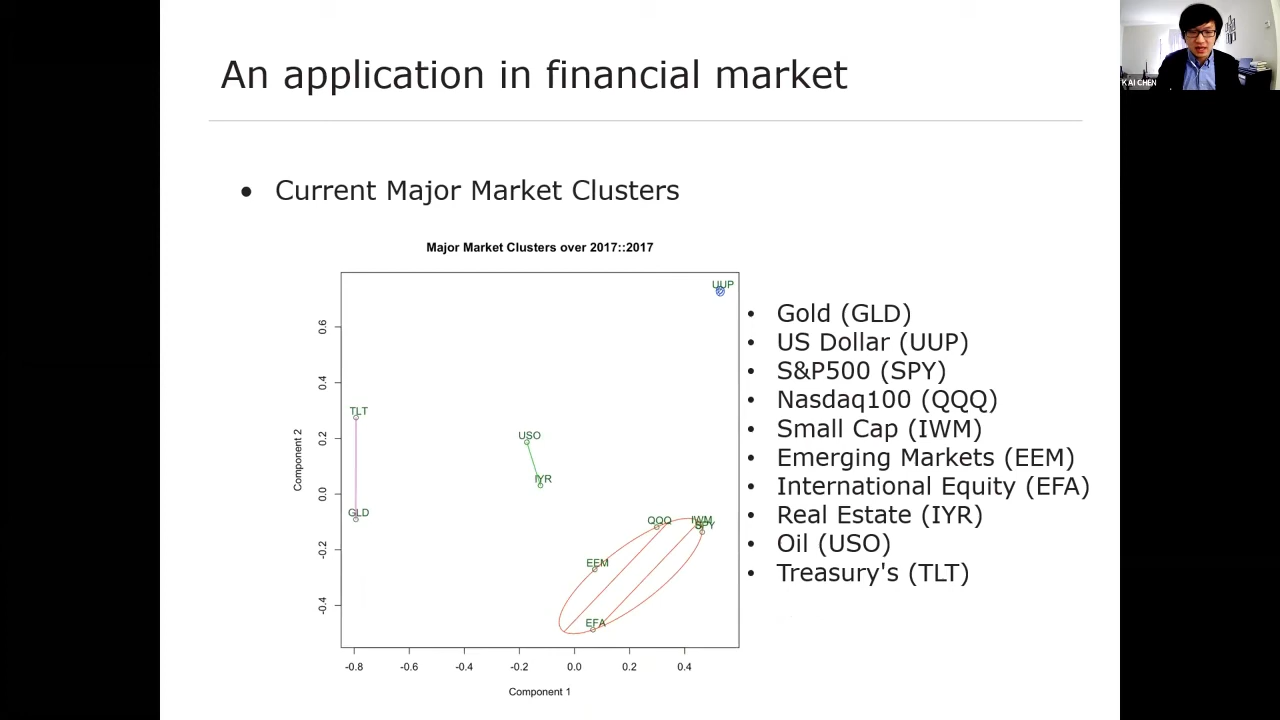 An application in financial market
KAI CHEN
• Current Major Market Clusters
Major Market Clusters over 2017::2017
UUP
TLT
USO
IYR
GLD
QQQ
IWM
SPY
EEM
EFA
Component 2
0.6
0.4
0.2
0.0
-0.2
-0.4
-0.8
-0.6
-0.4
-0.2
0.0
0.2
0.4
Component 1
• Gold (GLD)
• US Dollar (UUP)
• S&P500 (SPY)
• Nasdaq100 (QQQ)
• Small Cap (IWM)
• Emerging Markets (EEM)
• International Equity (EFA)
• Real Estate (IYR)
• Oil (USO)
• Treasury's (TLT)